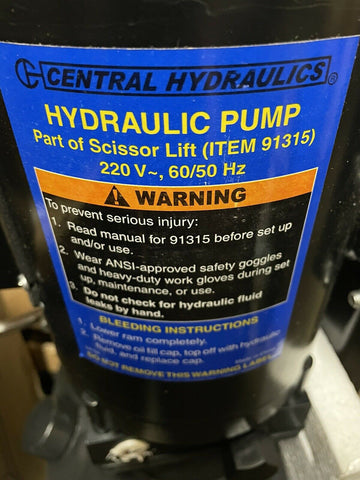 CH CENTRAL HYDRAULICS®
HYDRAULIC PUMP
Part of Scissor Lift (ITEM 91315)
220 V~, 60/50 Hz
WARNING
To prevent serious injury:
1. Read manual for 91315 before set up
and/or use.
2. Wear ANSI-approved safety goggles
and heavy-duty work gloves during set
up, maintenance, or use.
3. Do not check for hydraulic fluid
leaks by hand.
BLEEDING INSTRUCTIONS
1. Lower ram completely.
2. Remove oil fill cap, top off with hydraulic
fluid, and replace cap.
DO NOT REMOVE THIS WARNING LABEL